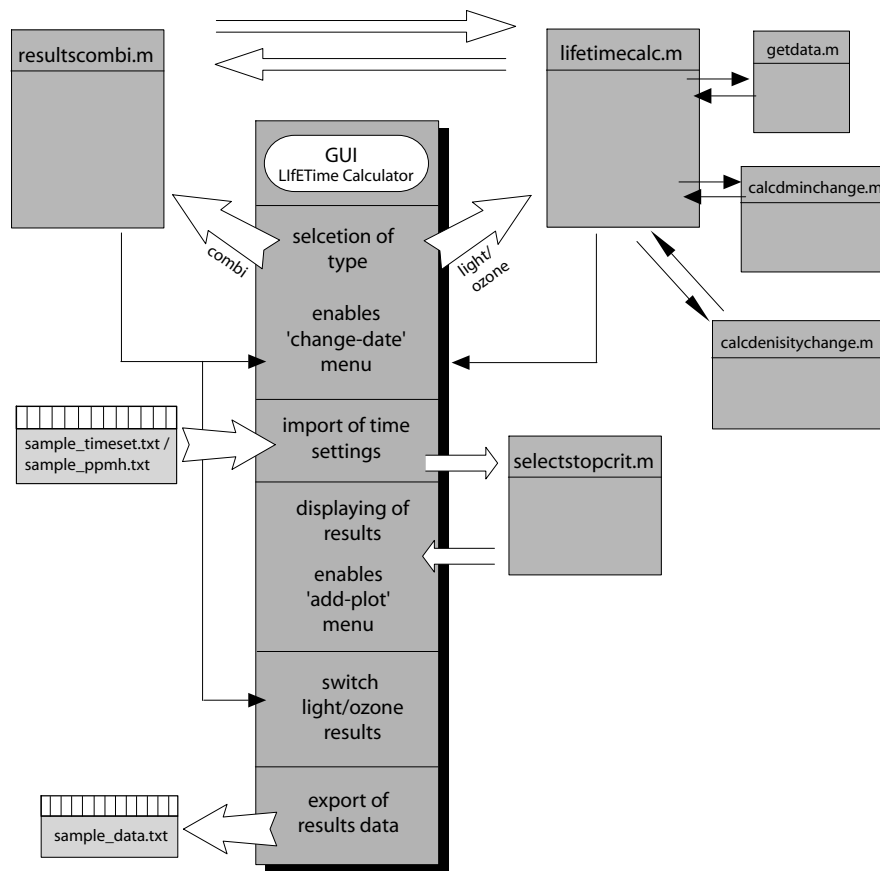 resultscombi.m
lifetimecalc.m
getdata.m
calcdminchange.m
calcdenisitychange.m
GUI
LIfETime Calculator
combi
light/
ozone
selcetion of
type
enables
'change-date'
menu
sample_timeset.txt /
sample_ppmh.txt
import of time
settings
selectstopcrit.m
displaying of
results
enables
'add-plot'
menu
switch
light/ozone
results
sample_data.txt
export of
results data